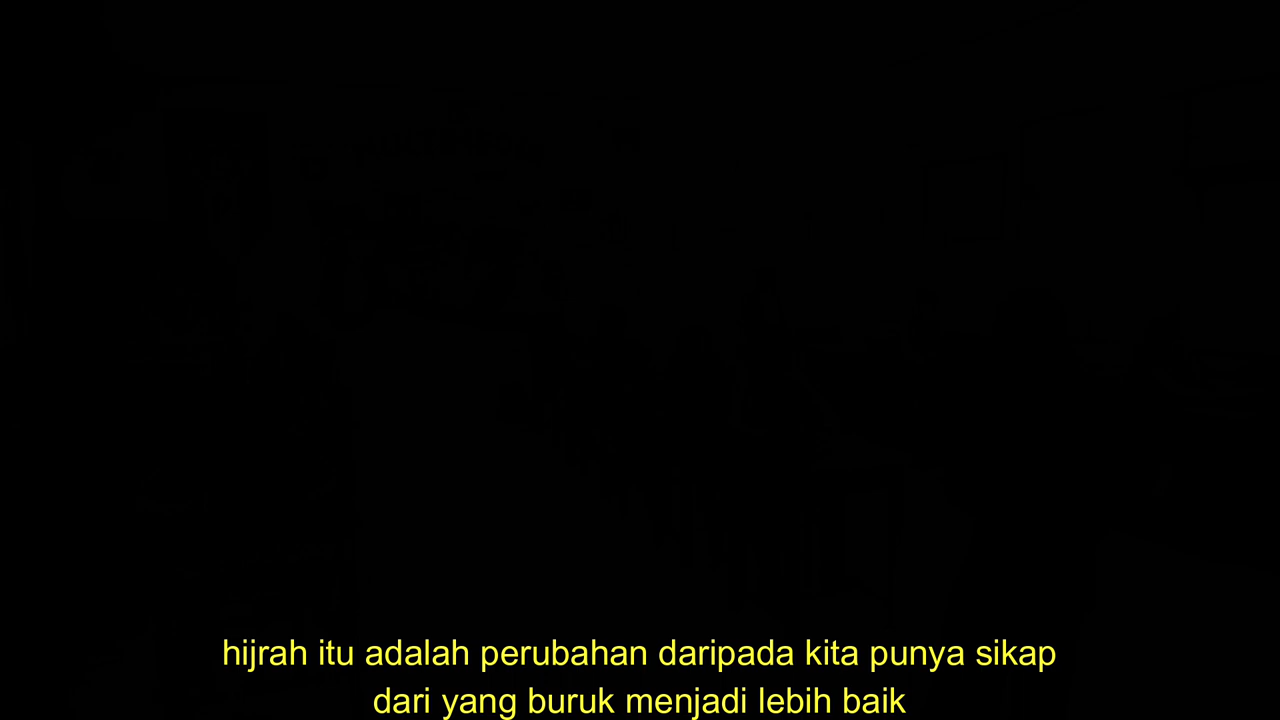 hijrah itu adalah perubahan daripada kita punya sikap
dari yang buruk menjadi lebih baik